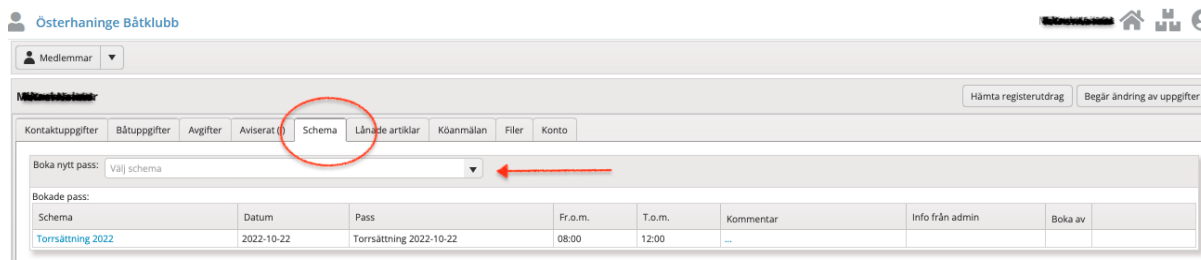 Österhaninge Båtklubb
Medlemmar
Hämta registerutdrag Begär ändring av uppgifter
Kontaktuppgifter Båtuppgifter Avgifter Aviserat Schema Lånade artiklar Köanmälan Filer Konto
Boka nytt pass: Välj schema
Bokade pass:
Schema Datum Pass Fr.o.m. T.o.m. Kommentar Info från admin Boka av
Torrsättning 2022 2022-10-22 Torrsättning 2022-10-22 08:00 12:00 ...